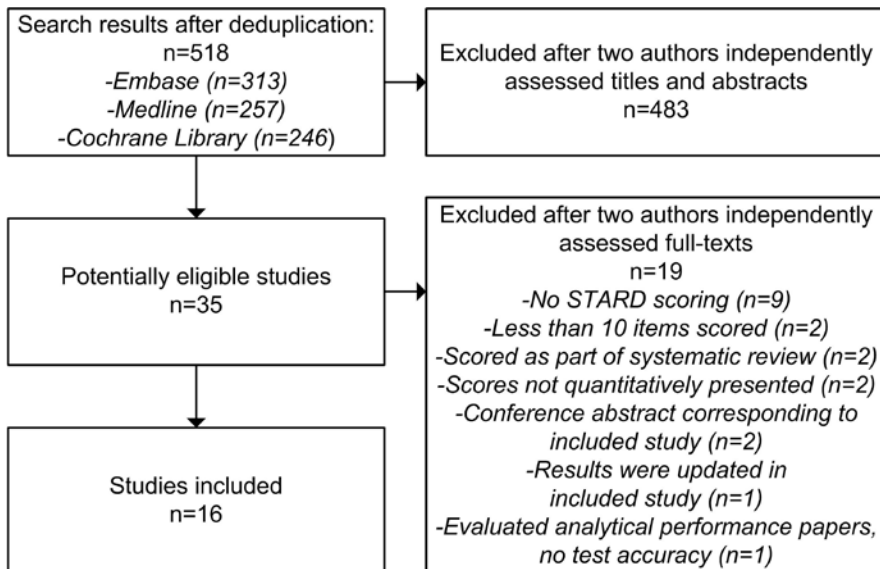 Search results after deduplication:
n=518
-Embase (n=313)
-Medline (n=257)
-Cochrane Library (n=246)
Excluded after two authors independently
assessed titles and abstracts
n=483
Potentially eligible studies
n=35
Excluded after two authors independently
assessed full-texts
n=19
-No STARD scoring (n=9)
-Less than 10 items scored (n=2)
-Scored as part of systematic review (n=2)
-Scores not quantitatively presented (n=2)
-Conference abstract corresponding to
included study (n=2)
-Results were updated in
included study (n=1)
-Evaluated analytical performance papers,
no test accuracy (n=1)
Studies included
n=16